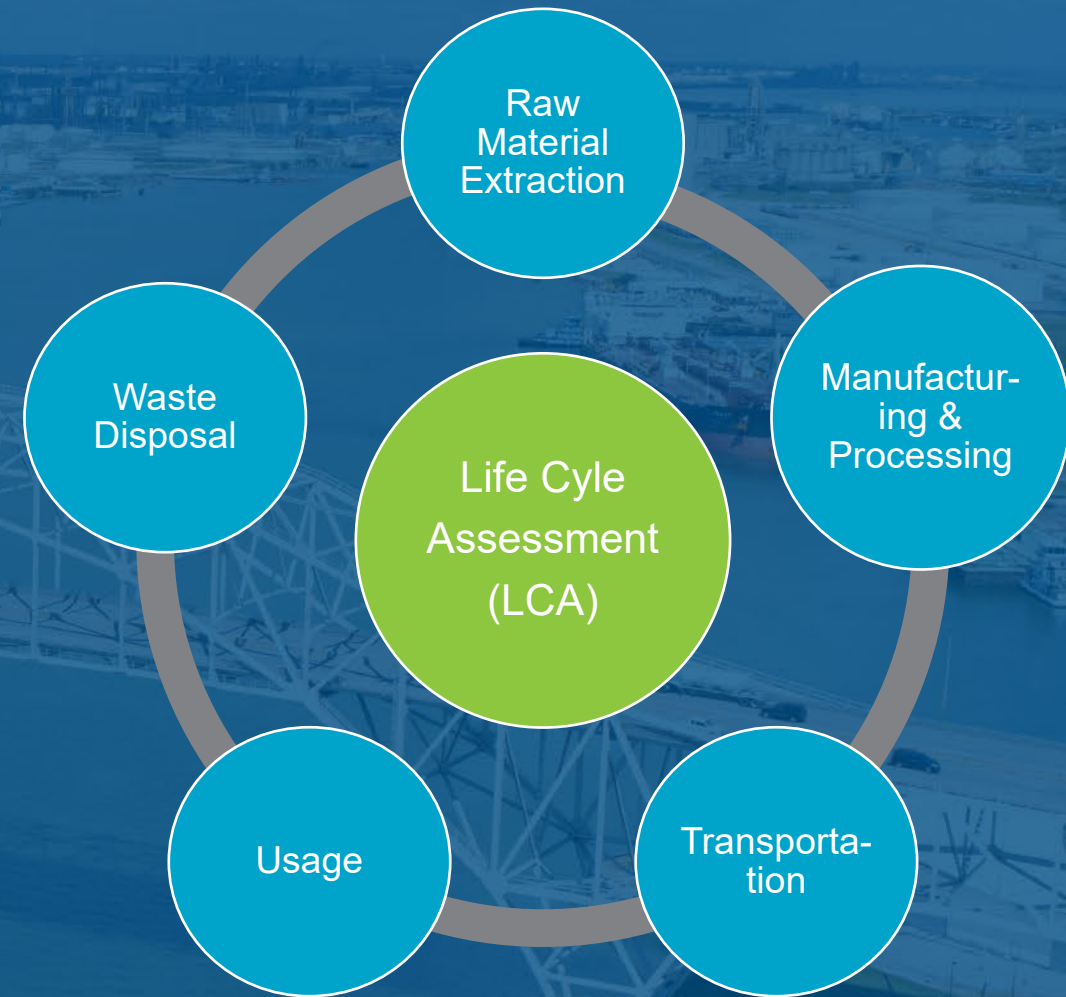 Raw
Material
Extraction
Manufactur-
ing &
Processing
Transporta-
tion
Usage
Waste
Disposal
Life Cyle
Assessment
(LCA)